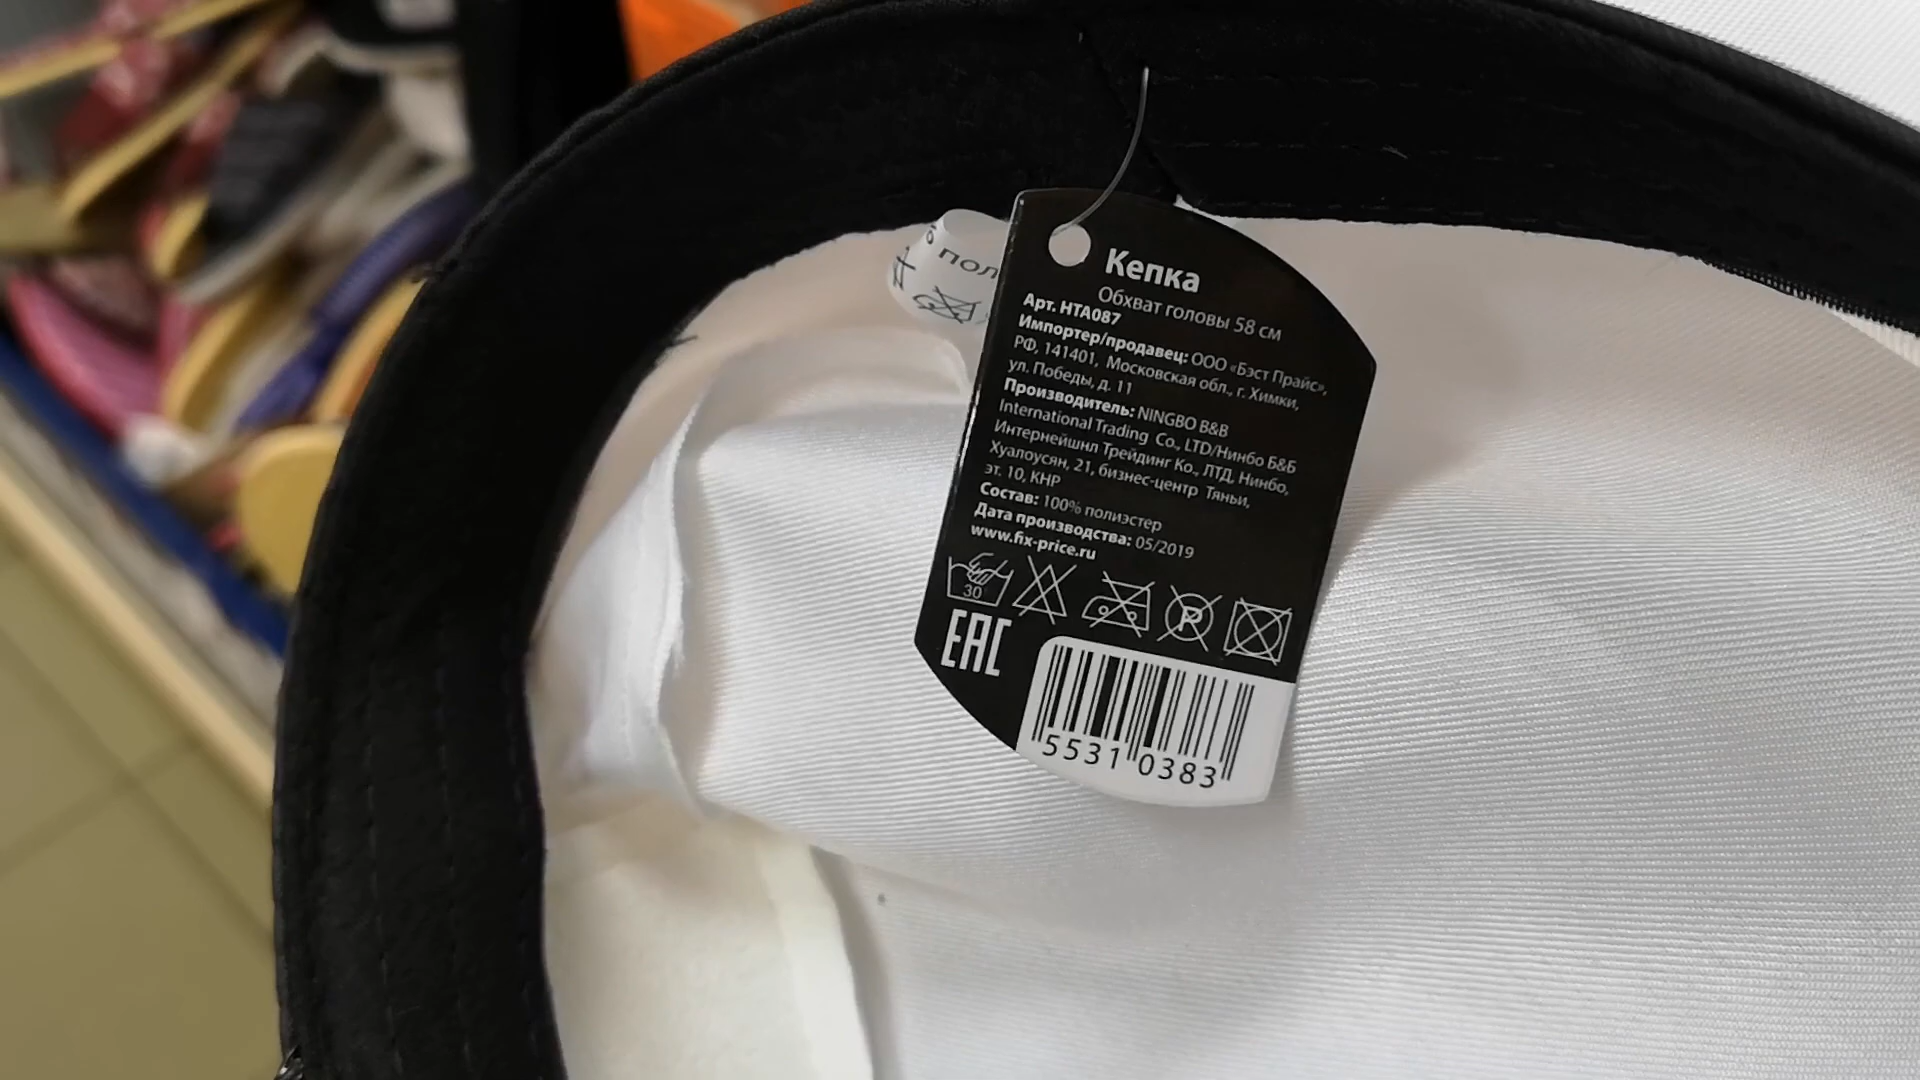 пол
Кепка
Обхват головы 58 см
Арт. HTA087
Импортер/продавец: ООО «Бэст Прайс»,
РФ, 141401, Московская обл., г. Химки,
ул. Победы, д. 11
Производитель: NINGBO B&B
International Trading Co., LTD/Нинбо Б&Б
Интернейшнл Трейдинг Ко., ЛТД, Нинбо,
Хуалоусян, 21, бизнес-центр Тяньи,
эт. 10, КНР
Состав: 100% полиэстер
Дата производства: 05/2019
www.fix-price.ru
30°
P
EAC
5531 0383